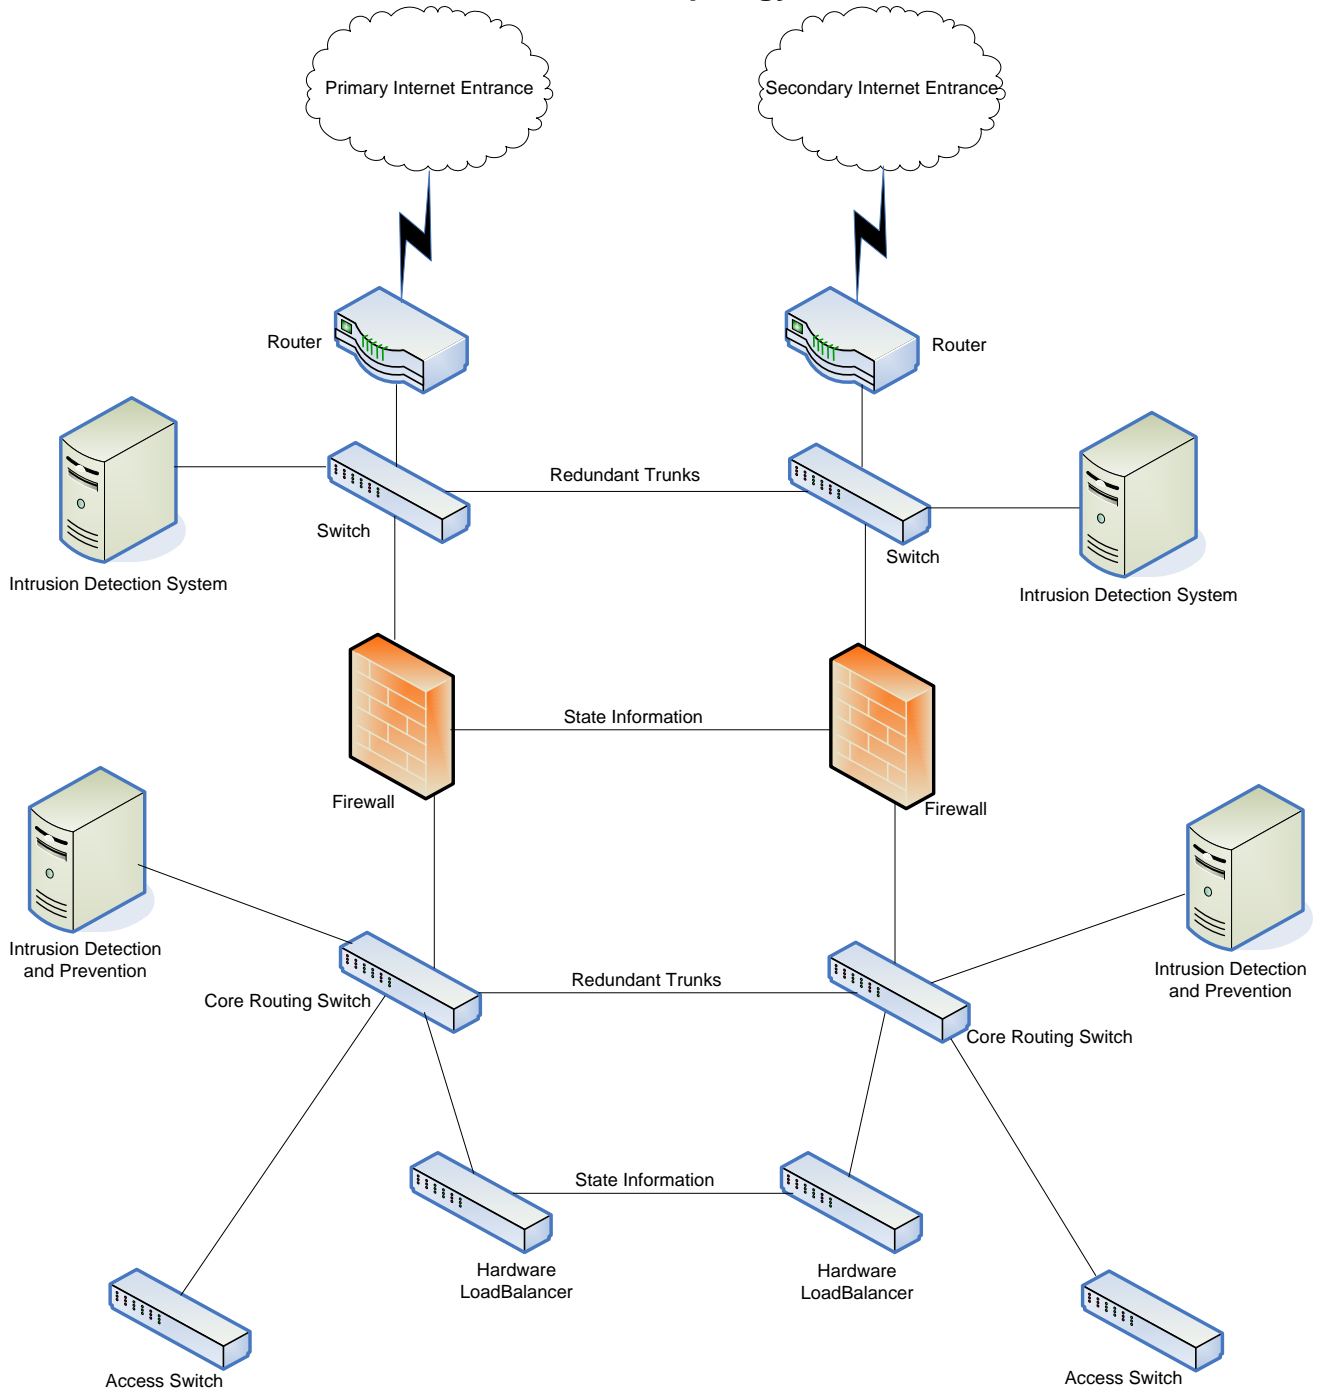 Primary Internet Entrance
Secondary Internet Entrance
Router
Router
Redundant Trunks
Switch
Switch
Intrusion Detection System
Intrusion Detection System
State Information
Firewall
Firewall
Intrusion Detection
and Prevention
Intrusion Detection
and Prevention
Redundant Trunks
Core Routing Switch
Core Routing Switch
State Information
Hardware
LoadBalancer
Hardware
LoadBalancer
Access Switch
Access Switch